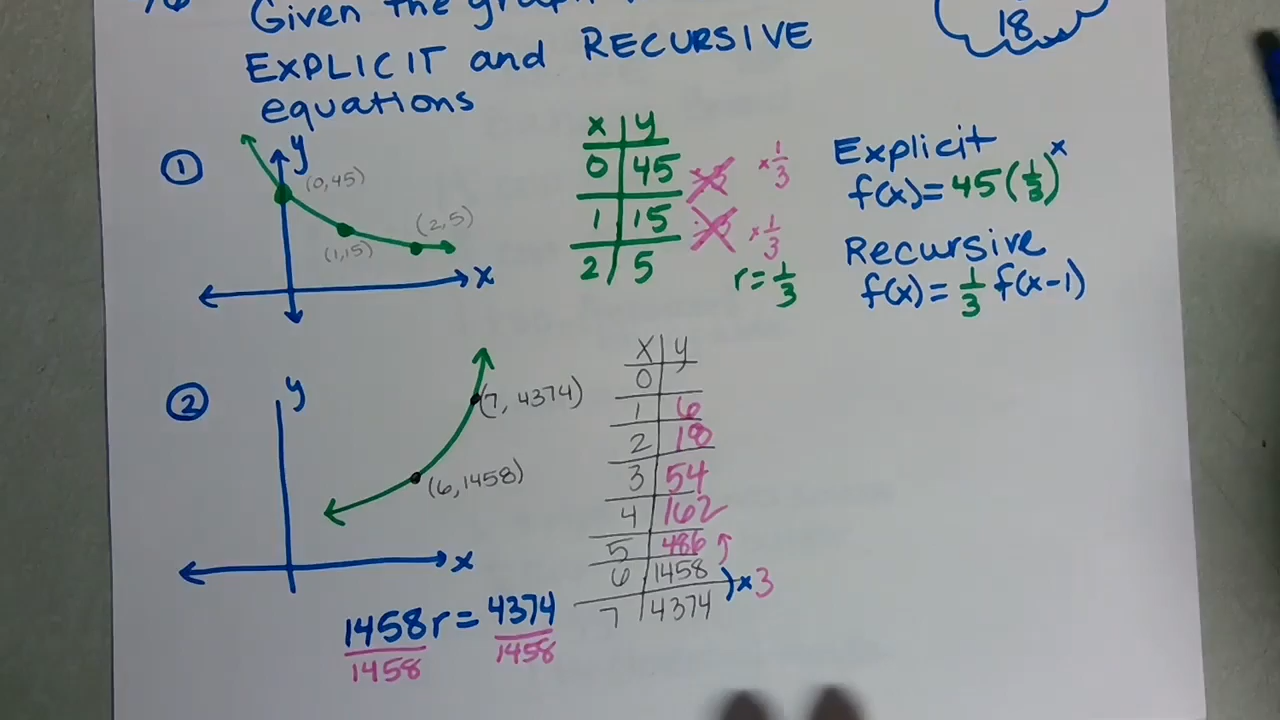 Given the graph
EXPLICIT and RECURSIVE
equations
18
①
y
(0,45)
(1,15)
(2,5)
x
x y
0 45
1 15
2 5
×1/3
×1/3
r=1/3
Explicit
f(x)=45(1/3)^x
Recursive
f(x)=1/3 f(x-1)
②
y
(7, 4374)
(6,1458)
x
1458r=4374
1458 1458
x y
0
1 6
2 18
3 54
4 162
5 486
6 1458
7 4374
×3